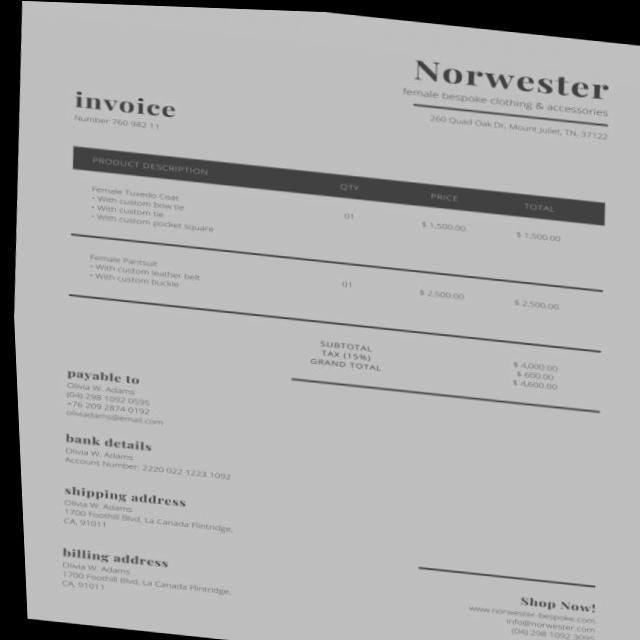 Norwester
female bespoke clothing & accessories
260 Quad Oak Dr, Mount Juliet, TN, 37122
invoice
Number 760 982 11
PRODUCT DESCRIPTION QTY PRICE TOTAL
Female Tuxedo Coat 01 $ 1,500.00 $ 1,500.00
• With custom bow tie
• With custom tie
• With custom pocket square
Female Pantsuit 01 $ 2,500.00 $ 2,500.00
• With custom leather belt
• With custom buckle
SUBTOTAL $ 4,000.00
TAX (15%) $ 600.00
GRAND TOTAL $ 4,600.00
payable to
Olivia W. Adams
(04) 298 1092 0595
+76 209 2874 0192
oliviadams@email.com
bank details
Olivia W. Adams
Account Number: 2220 022 1223 1092
shipping address
Olivia W. Adams
1700 Foothill Blvd, La Canada Flintridge,
CA, 91011
billing address
Olivia W. Adams
1700 Foothill Blvd, La Canada Flintridge,
CA, 91011
Shop Now!
www.norwester-bespoke.com
info@norwester.com
(04) 298 1092 3095